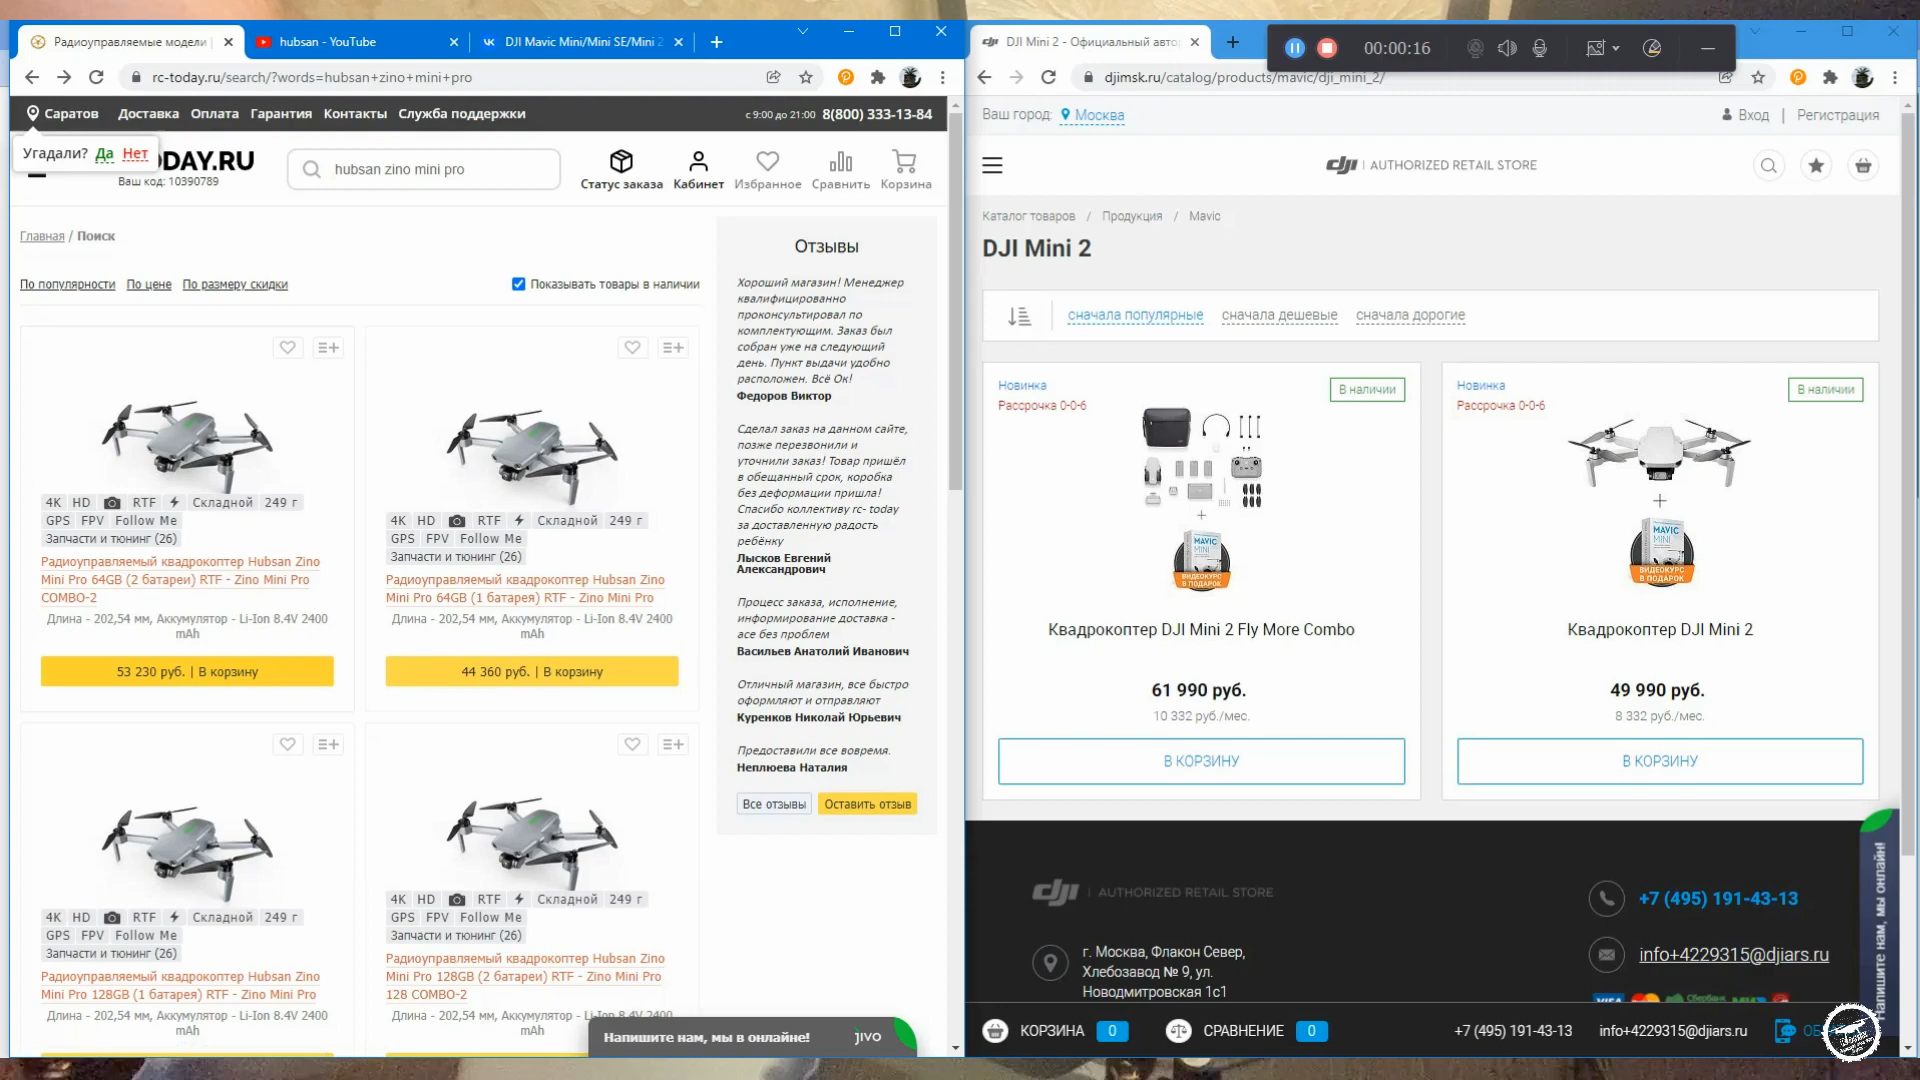 Радиоуправляемые модели |
hubsan - YouTube
DJI Mavic Mini/Mini SE/Mini 2
rc-today.ru/search/?words=hubsan+zino+mini+pro
Саратов
Доставка
Оплата
Гарантия
Контакты
Служба поддержки
с 9:00 до 21:00 8(800) 333-13-84
Угадали? Да Нет
ODAY.RU
Ваш код: 10390789
hubsan zino mini pro
Статус заказа
Кабинет
Избранное
Сравнить
Корзина
Главная / Поиск
По популярности По цене По размеру скидки
Показывать товары в наличии
4K HD RTF Складной 249 г
GPS FPV Follow Me
Запчасти и тюнинг (26)
Радиоуправляемый квадрокоптер Hubsan Zino
Mini Pro 64GB (2 батареи) RTF - Zino Mini Pro
COMBO-2
Длина - 202,54 мм, Аккумулятор - Li-Ion 8.4V 2400
mAh
53 230 руб. | В корзину
4K HD RTF Складной 249 г
GPS FPV Follow Me
Запчасти и тюнинг (26)
Радиоуправляемый квадрокоптер Hubsan Zino
Mini Pro 64GB (1 батарея) RTF - Zino Mini Pro
Длина - 202,54 мм, Аккумулятор - Li-Ion 8.4V 2400
mAh
44 360 руб. | В корзину
4K HD RTF Складной 249 г
GPS FPV Follow Me
Запчасти и тюнинг (26)
Радиоуправляемый квадрокоптер Hubsan Zino
Mini Pro 128GB (1 батарея) RTF - Zino Mini Pro
Длина - 202,54 мм, Аккумулятор - Li-Ion 8.4V 2400
mAh
4K HD RTF Складной 249 г
GPS FPV Follow Me
Запчасти и тюнинг (26)
Радиоуправляемый квадрокоптер Hubsan Zino
Mini Pro 128GB (2 батареи) RTF - Zino Mini Pro
128 COMBO-2
Длина - 202,54 мм, Аккумулятор - Li-Ion 8.4V 2400
mAh
Отзывы
Хороший магазин! Менеджер
квалифицированно
проконсультировал по
комплектующим. Заказ был
собран уже на следующий
день. Пункт выдачи удобно
расположен. Всё Ок!
Федоров Виктор
Сделал заказ на данном сайте,
позже перезвонили и
уточнили заказ! Товар пришёл
в обещанный срок, коробка
без деформации пришла!
Спасибо коллективу rc- today
за доставленную радость
ребёнку
Лысков Евгений
Александрович
Процесс заказа, исполнение,
информирование доставка -
все без проблем
Васильев Анатолий Иванович
Отличный магазин, все быстро
оформляют и отправляют
Куренков Николай Юрьевич
Предоставили все вовремя.
Неплюева Наталия
Все отзывы
Оставить отзыв
Напишите нам, мы в онлайне!
jivo
DJI Mini 2 - Официальный автор
00:00:16
djimsk.ru/catalog/products/mavic/dji_mini_2/
Ваш город: Москва
Вход | Регистрация
dji | AUTHORIZED RETAIL STORE
Каталог товаров / Продукция / Mavic
DJI Mini 2
сначала популярные
сначала дешевые
сначала дорогие
Новинка
Рассрочка 0-0-6
В наличии
MAVIC
MINI
ВИДЕОКУРС
В ПОДАРОК
Квадрокоптер DJI Mini 2 Fly More Combo
61 990 руб.
10 332 руб./мес.
В КОРЗИНУ
Новинка
Рассрочка 0-0-6
В наличии
MAVIC
MINI
ВИДЕОКУРС
В ПОДАРОК
Квадрокоптер DJI Mini 2
49 990 руб.
8 332 руб./мес.
В КОРЗИНУ
dji | AUTHORIZED RETAIL STORE
г. Москва, Флакон Север,
Хлебозавод № 9, ул.
Новодмитровская 1с1
+7 (495) 191-43-13
info+4229315@djiars.ru
Напишите нам, мы онлайн!
КОРЗИНА 0
СРАВНЕНИЕ 0
+7 (495) 191-43-13
info+4229315@djiars.ru